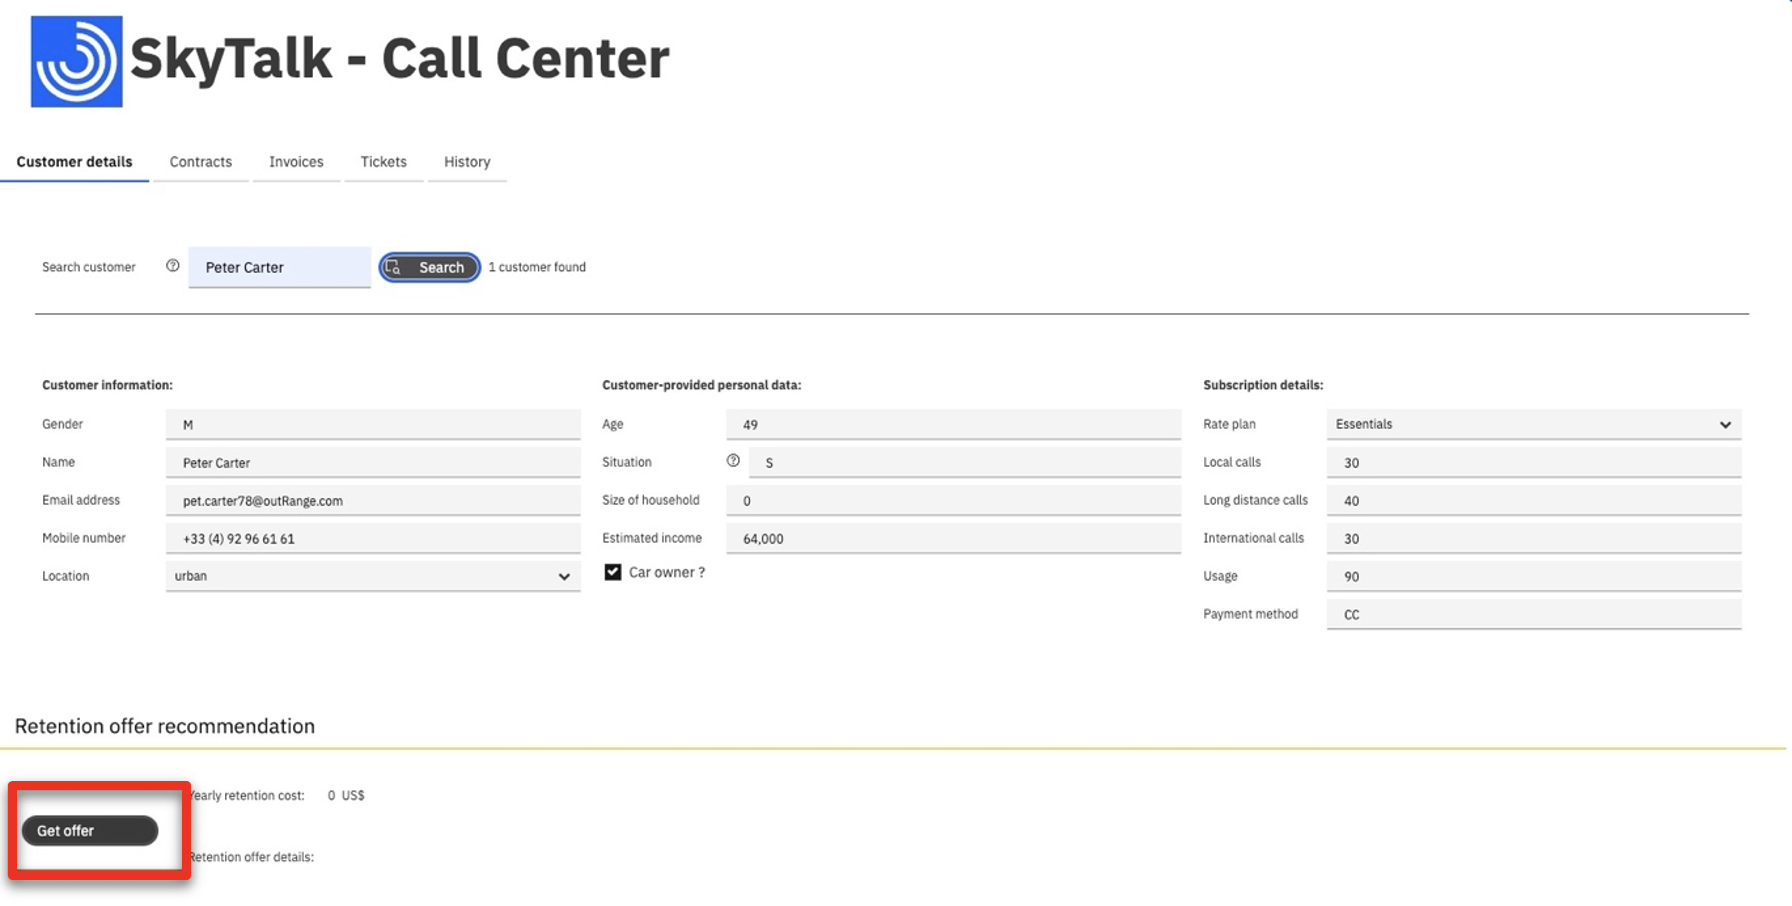 SkyTalk - Call Center
Customer details Contracts Invoices Tickets History
Search customer Peter Carter Search 1 customer found
Customer information:
Gender M
Name Peter Carter
Email address pet.carter78@outRange.com
Mobile number +33 (4) 92 96 61 61
Location urban
Customer-provided personal data:
Age 49
Situation S
Size of household 0
Estimated income 64,000
Car owner ?
Subscription details:
Rate plan Essentials
Local calls 30
Long distance calls 40
International calls 30
Usage 90
Payment method CC
Retention offer recommendation
Yearly retention cost: 0 US$
Get offer
Retention offer details: